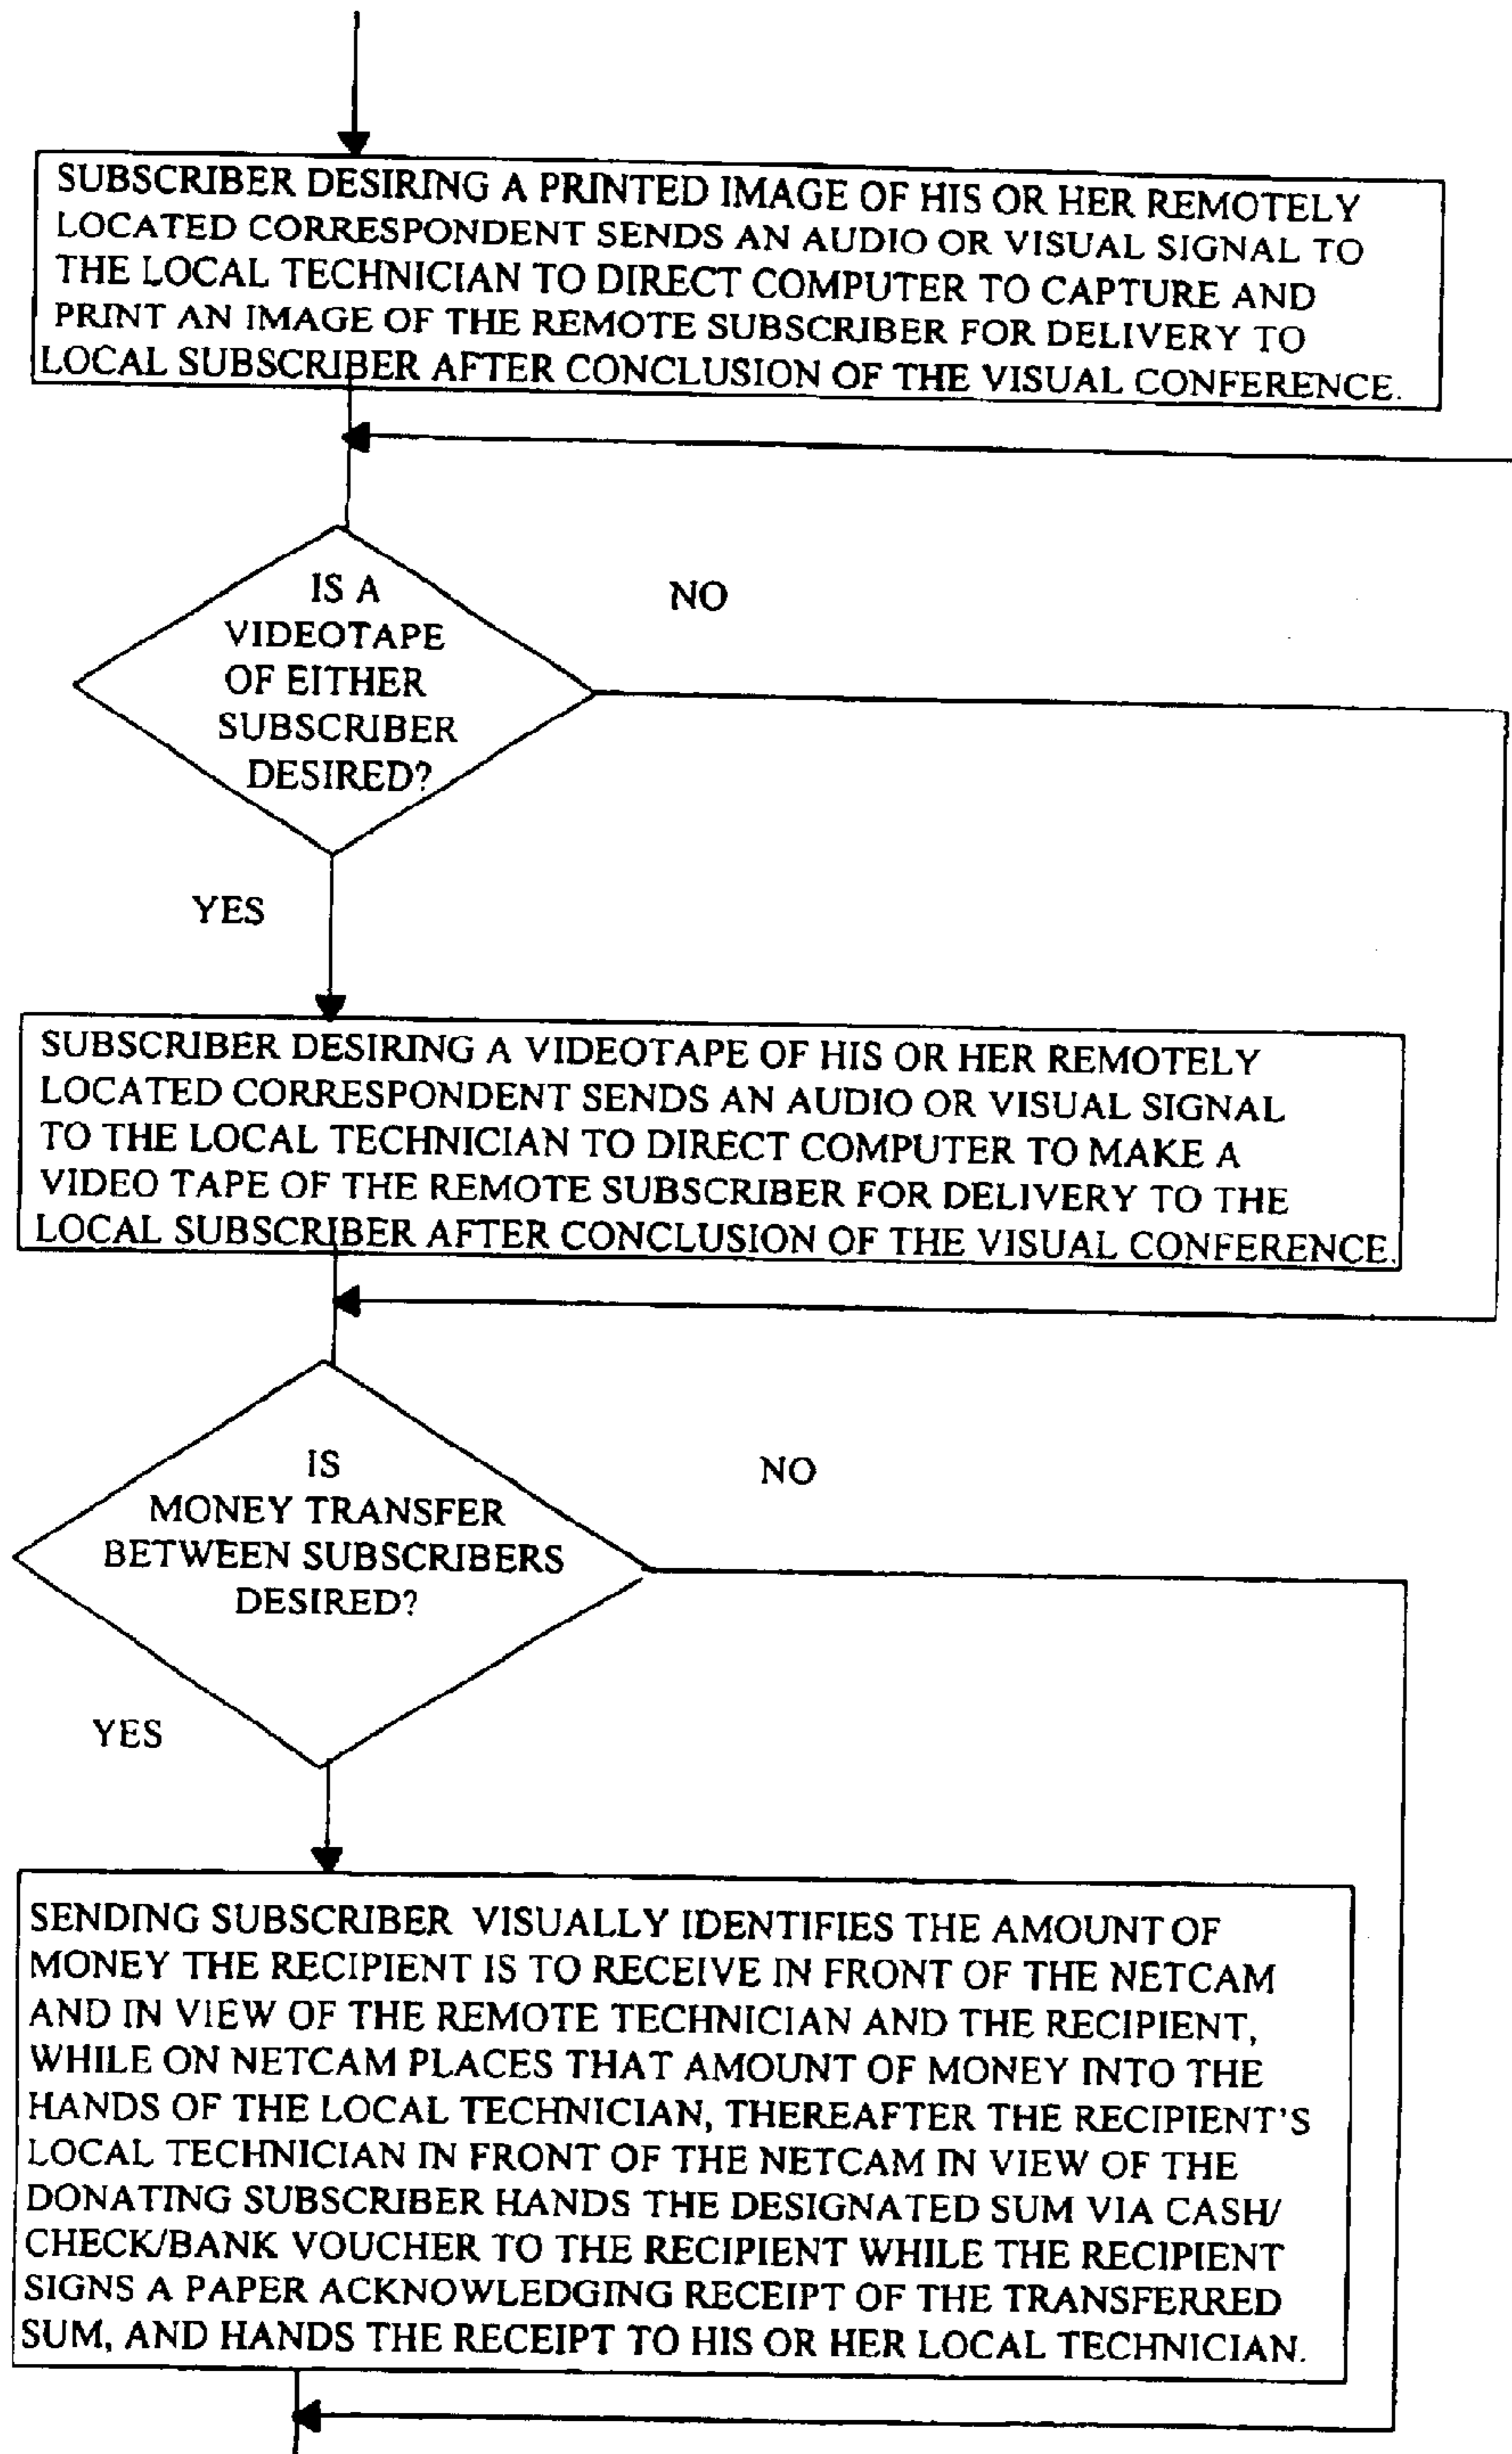 SUBSCRIBER DESIRING A PRINTED IMAGE OF HIS OR HER REMOTELY
LOCATED CORRESPONDENT SENDS AN AUDIO OR VISUAL SIGNAL TO
THE LOCAL TECHNICIAN TO DIRECT COMPUTER TO CAPTURE AND
PRINT AN IMAGE OF THE REMOTE SUBSCRIBER FOR DELIVERY TO
LOCAL SUBSCRIBER AFTER CONCLUSION OF THE VISUAL CONFERENCE.
IS A
VIDEOTAPE
OF EITHER
SUBSCRIBER
DESIRED?
NO
YES
SUBSCRIBER DESIRING A VIDEOTAPE OF HIS OR HER REMOTELY
LOCATED CORRESPONDENT SENDS AN AUDIO OR VISUAL SIGNAL
TO THE LOCAL TECHNICIAN TO DIRECT COMPUTER TO MAKE A
VIDEO TAPE OF THE REMOTE SUBSCRIBER FOR DELIVERY TO THE
LOCAL SUBSCRIBER AFTER CONCLUSION OF THE VISUAL CONFERENCE.
IS
MONEY TRANSFER
BETWEEN SUBSCRIBERS
DESIRED?
NO
YES
SENDING SUBSCRIBER VISUALLY IDENTIFIES THE AMOUNT OF
MONEY THE RECIPIENT IS TO RECEIVE IN FRONT OF THE NETCAM
AND IN VIEW OF THE REMOTE TECHNICIAN AND THE RECIPIENT,
WHILE ON NETCAM PLACES THAT AMOUNT OF MONEY INTO THE
HANDS OF THE LOCAL TECHNICIAN, THEREAFTER THE RECIPIENT'S
LOCAL TECHNICIAN IN FRONT OF THE NETCAM IN VIEW OF THE
DONATING SUBSCRIBER HANDS THE DESIGNATED SUM VIA CASH/
CHECK/BANK VOUCHER TO THE RECIPIENT WHILE THE RECIPIENT
SIGNS A PAPER ACKNOWLEDGING RECEIPT OF THE TRANSFERRED
SUM, AND HANDS THE RECEIPT TO HIS OR HER LOCAL TECHNICIAN.